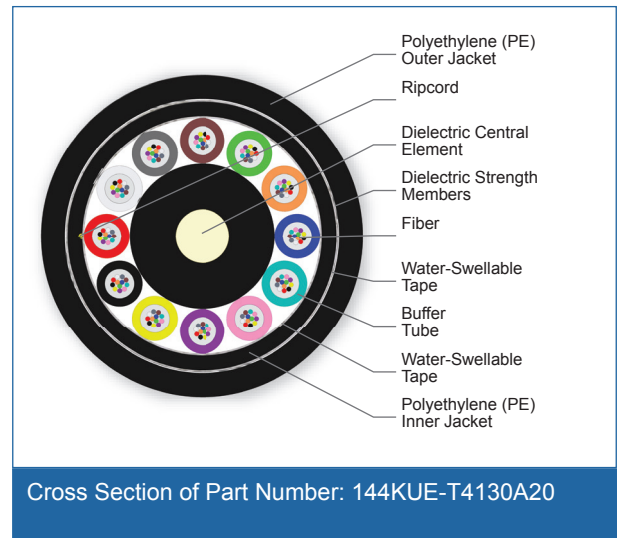 Polyethylene (PE)
Outer Jacket
Ripcord
Dielectric Central
Element
Dielectric Strength
Members
Fiber
Water-Swellable
Tape
Buffer
Tube
Water-Swellable
Tape
Polyethylene (PE)
Inner Jacket
Cross Section of Part Number: 144KUE-T4130A20